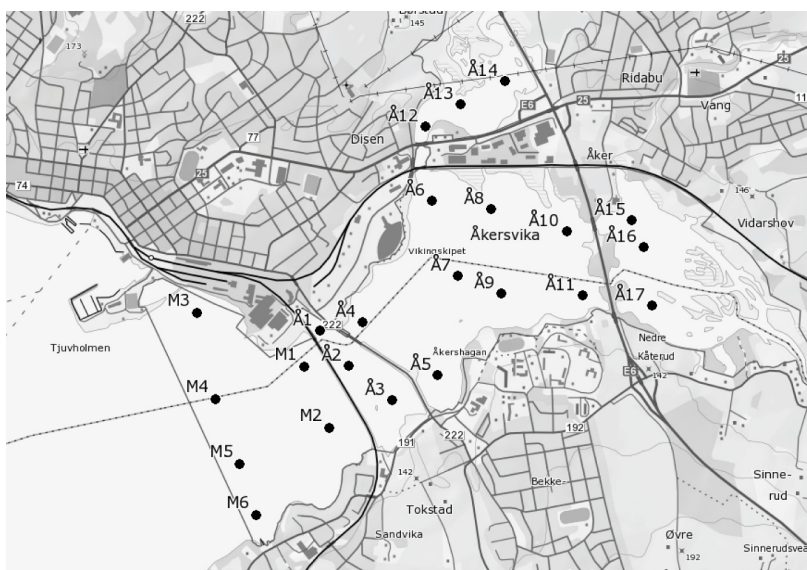 Børstad
222
145
173
Å14
Ridabu
25
Å13
Vang
E6
25
11
Å12
Disen
77
Åker
25
74
Å6
Å8
146
Å15
Vidarshov
Å10
Åkersvika
Å16
Vikingskipet
Å7
Å9
Å11
Å17
M3
Å4
Å1
222
Nedre
Kåterud
Tjuvholmen
Åkershagan
M1
Å2
Å5
E6
142
M4
Å3
M2
192
191
222
M5
142
Bekke-
Sinne-
rud
M6
Tokstad
Sandvika
Øvre
192
Sinnerudsvea